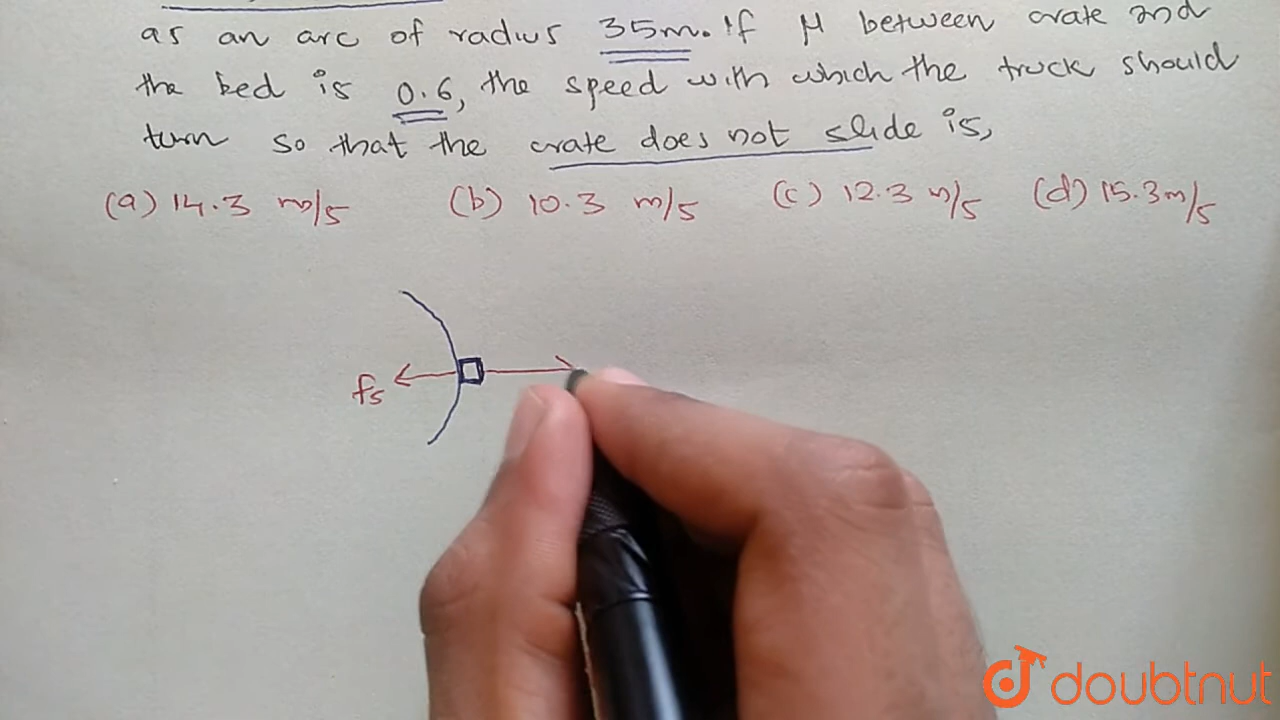 as an arc of radius 35m. If μ between crate and
the bed is 0.6, the speed with which the truck should
turn so that the crate does not slide is,
(a) 14.3 m/s (b) 10.3 m/s (c) 12.3 m/s (d) 15.3 m/s
fs
doubtnut